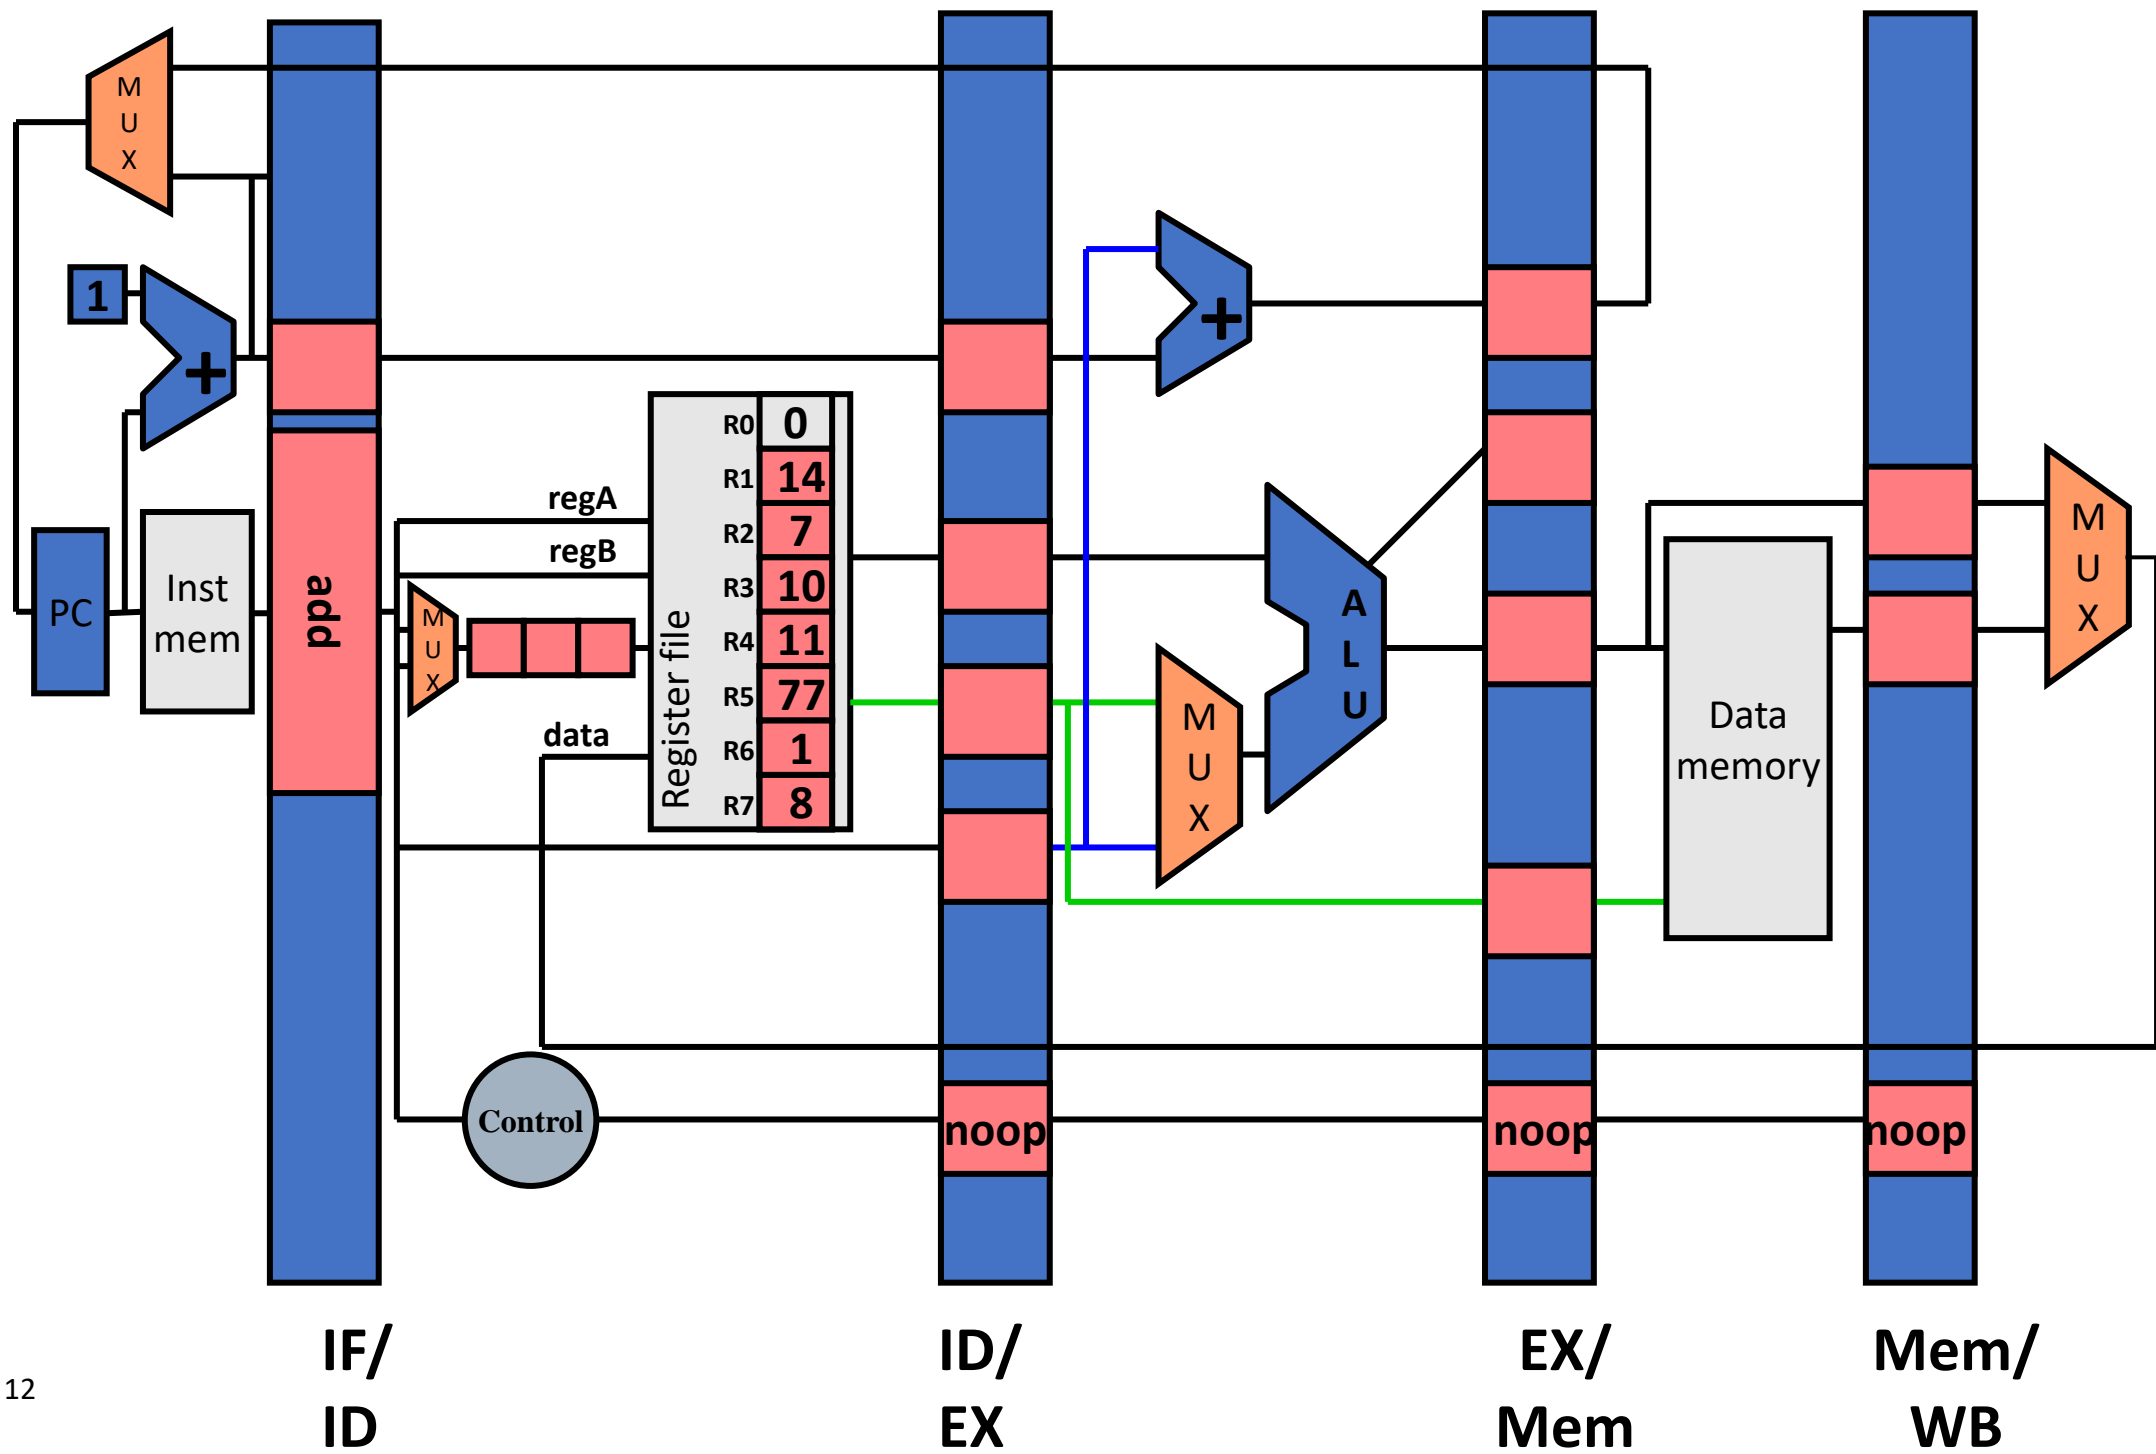 M
U
X
1
+
+
R0 0
R1 14
R2 7
R3 10
R4 11
R5 77
R6 1
R7 8
regA
regB
data
Register file
PC
Inst
mem
add
M
U
X
M
U
X
A
L
U
Data
memory
M
U
X
Control
noop
noop
noop
IF/
ID
ID/
EX
EX/
Mem
Mem/
WB
12